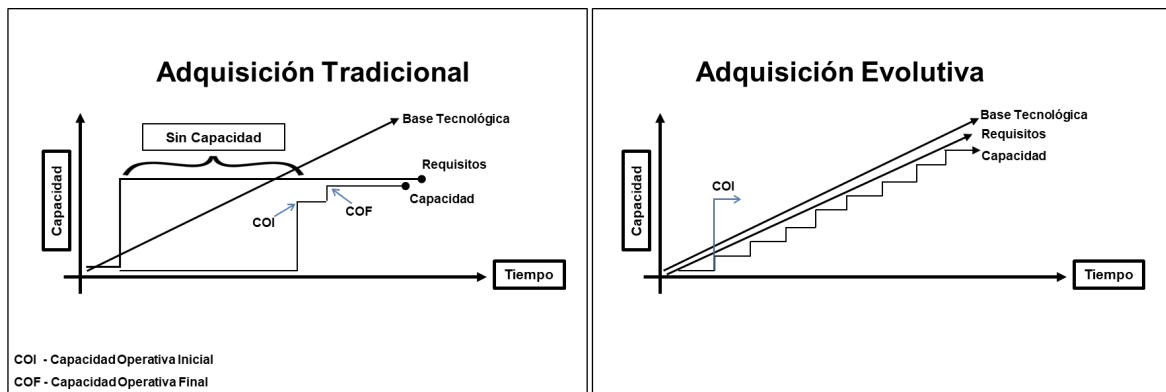 Adquisición Tradicional
Sin Capacidad
Base Tecnológica
Requisitos
Capacidad
COI
COF
Capacidad
Tiempo
COI - Capacidad Operativa Inicial
COF - Capacidad Operativa Final
Adquisición Evolutiva
Base Tecnológica
Requisitos
Capacidad
COI
Capacidad
Tiempo